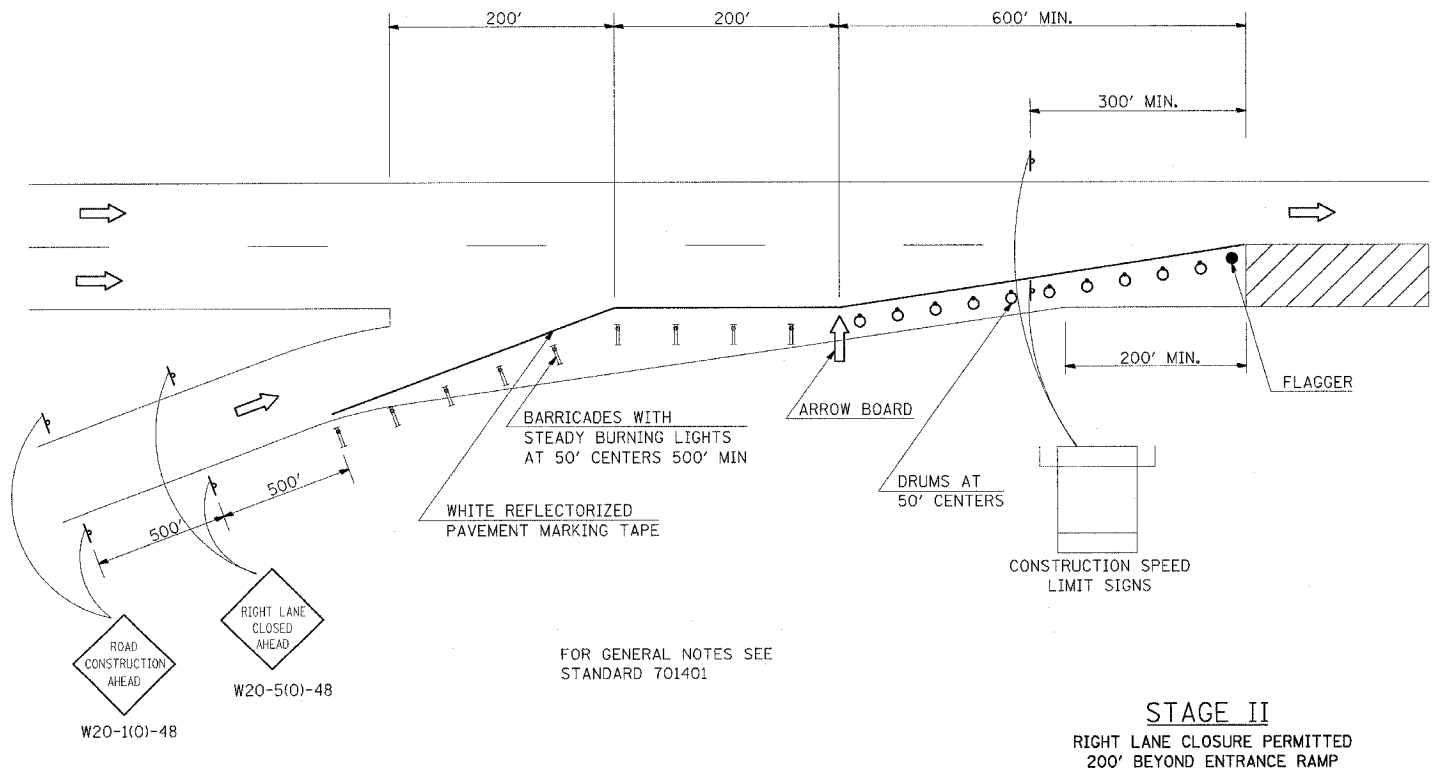 200'
200'
600' MIN.
300' MIN.
200' MIN.
FLAGGER
ARROW BOARD
BARRICADES WITH
STEADY BURNING LIGHTS
AT 50' CENTERS 500' MIN
DRUMS AT
50' CENTERS
500'
500'
WHITE REFLECTORIZED
PAVEMENT MARKING TAPE
CONSTRUCTION SPEED
LIMIT SIGNS
RIGHT LANE
CLOSED
AHEAD
W20-5(O)-48
ROAD
CONSTRUCTION
AHEAD
W20-1(O)-48
FOR GENERAL NOTES SEE
STANDARD 701401
STAGE II
RIGHT LANE CLOSURE PERMITTED
200' BEYOND ENTRANCE RAMP